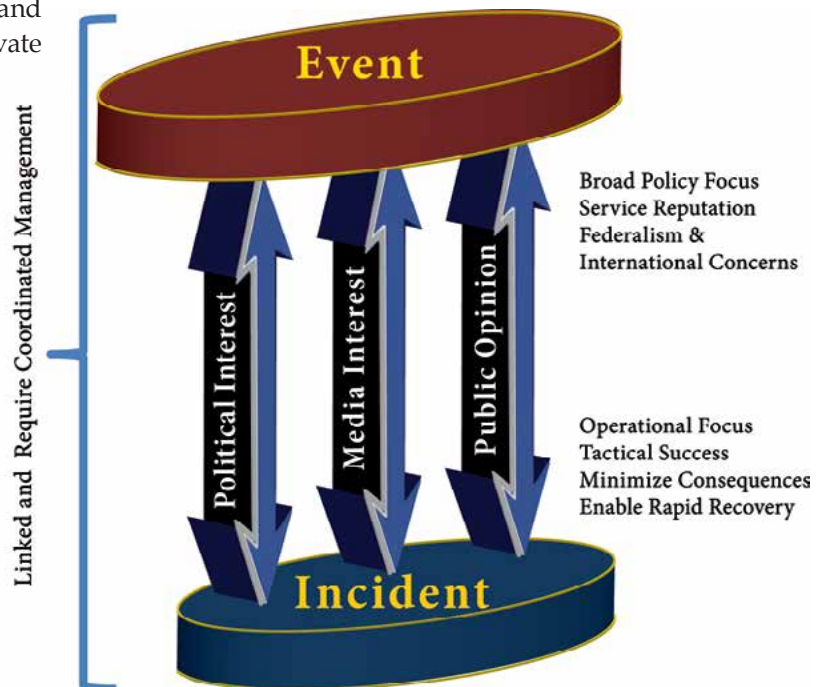 and
vate
Event
Linked and Require Coordinated Management
Political Interest
Media Interest
Public Opinion
Broad Policy Focus
Service Reputation
Federalism &
International Concerns
Operational Focus
Tactical Success
Minimize Consequences
Enable Rapid Recovery
Incident